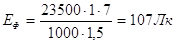 Eф = 23500·1·7 / 1000·1,5 = 107 Лк